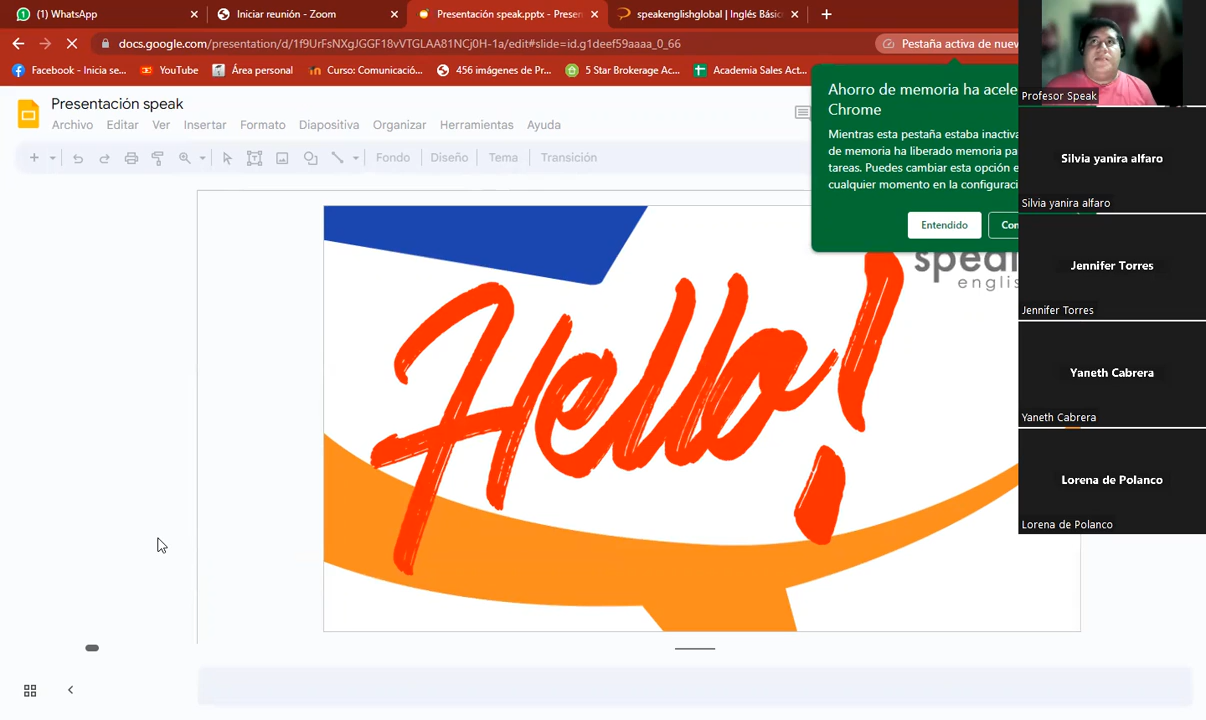 (1) WhatsApp
Iniciar reunión - Zoom
Presentación speak.pptx - Presen
speakenglishglobal | Inglés Básic
docs.google.com/presentation/d/1f9UrFsNXgJGGF18vVTGLAA81NCj0H-1a/edit#slide=id.g1deef59aaaa_0_66
Pestaña activa de nuev
Facebook - Inicia se...
YouTube
Área personal
Curso: Comunicació...
456 imágenes de Pr...
5 Star Brokerage Ac...
Academia Sales Act...
Presentación speak
Archivo Editar Ver Insertar Formato Diapositiva Organizar Herramientas Ayuda
Fondo Diseño Tema Transición
Ahorro de memoria ha acele
Chrome
Mientras esta pestaña estaba inactiva
de memoria ha liberado memoria pa
tareas. Puedes cambiar esta opción e
cualquier momento en la configuraci
Entendido
Con
speak
englis
Hello!
Profesor Speak
Silvia yanira alfaro
Silvia yanira alfaro
Jennifer Torres
Jennifer Torres
Yaneth Cabrera
Yaneth Cabrera
Lorena de Polanco
Lorena de Polanco